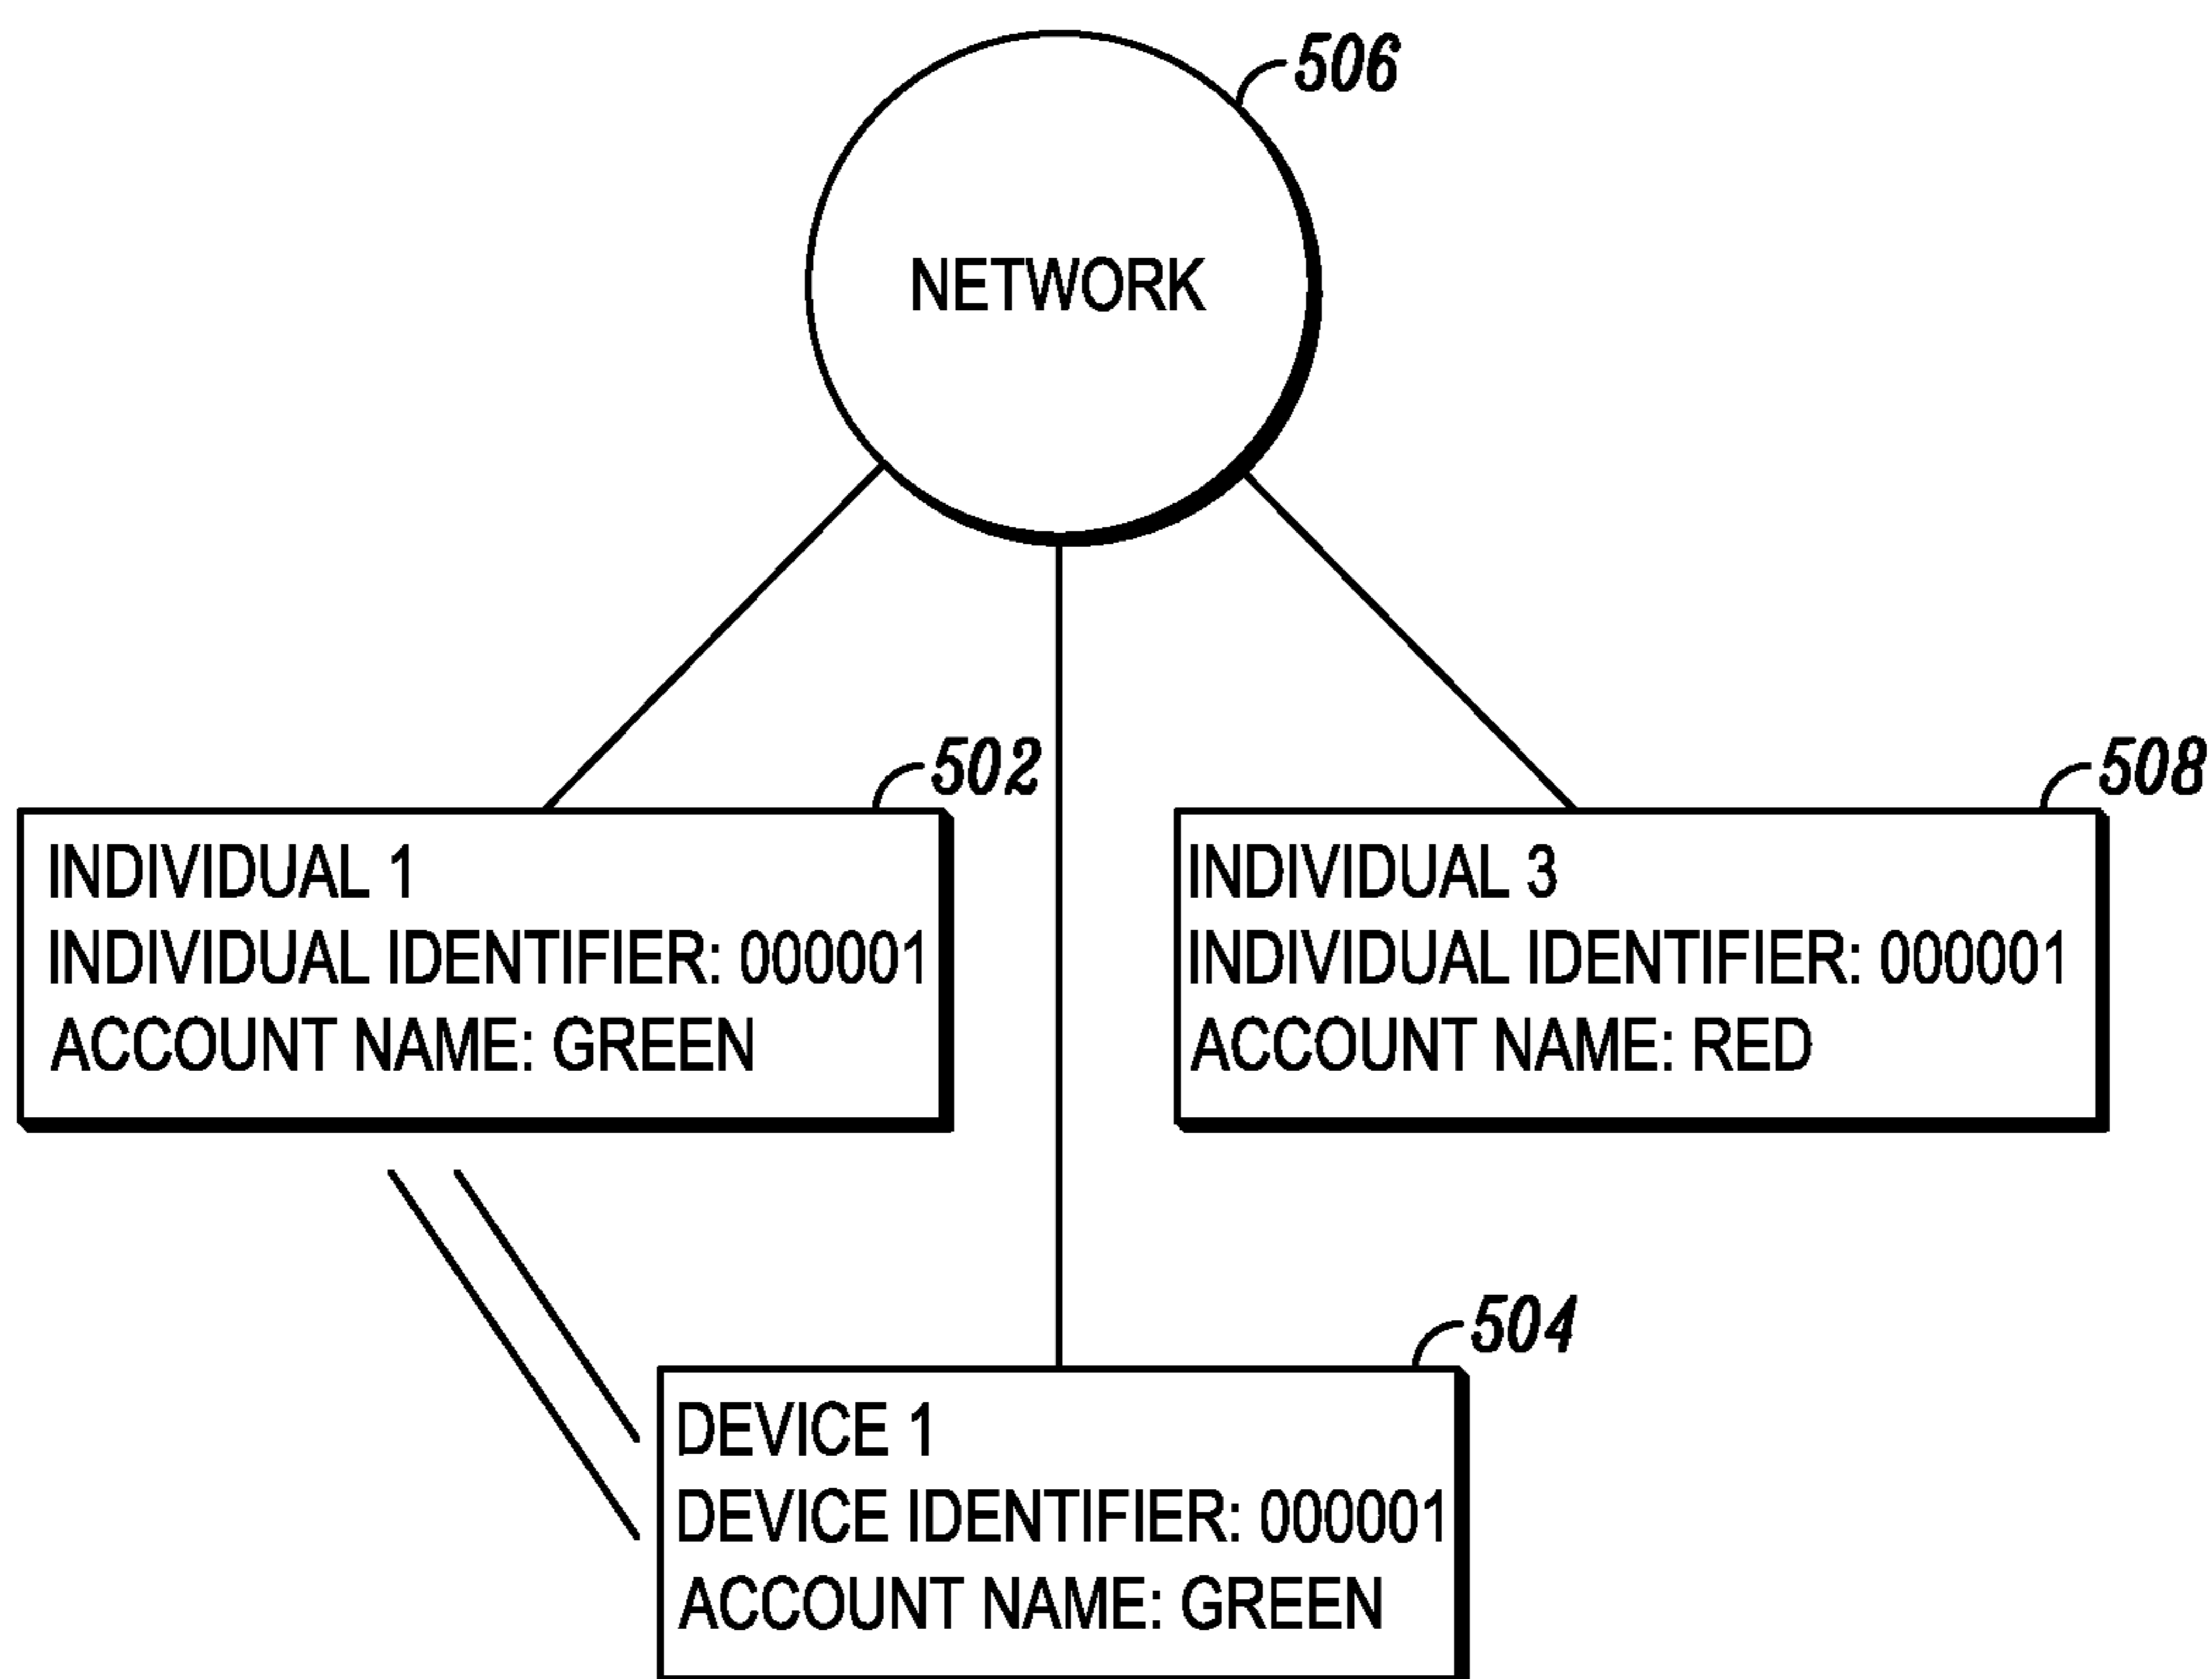 506
NETWORK
502
INDIVIDUAL 1
INDIVIDUAL IDENTIFIER: 000001
ACCOUNT NAME: GREEN
508
INDIVIDUAL 3
INDIVIDUAL IDENTIFIER: 000001
ACCOUNT NAME: RED
504
DEVICE 1
DEVICE IDENTIFIER: 000001
ACCOUNT NAME: GREEN